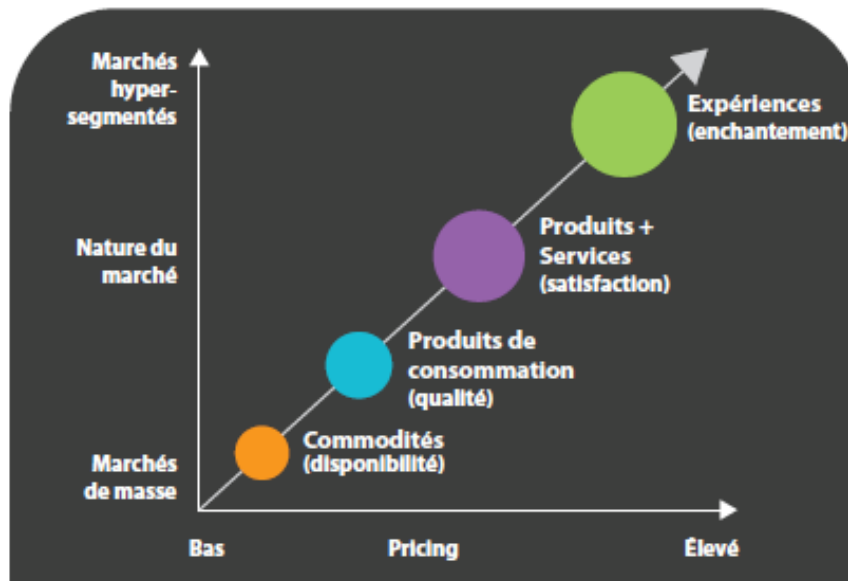 Marchés
hyper-
segmentés
Expériences
(enchantement)
Nature du
marché
Produits +
Services
(satisfaction)
Produits de
consommation
(qualité)
Marchés
de masse
Commodités
(disponibilité)
Bas
Pricing
Élevé